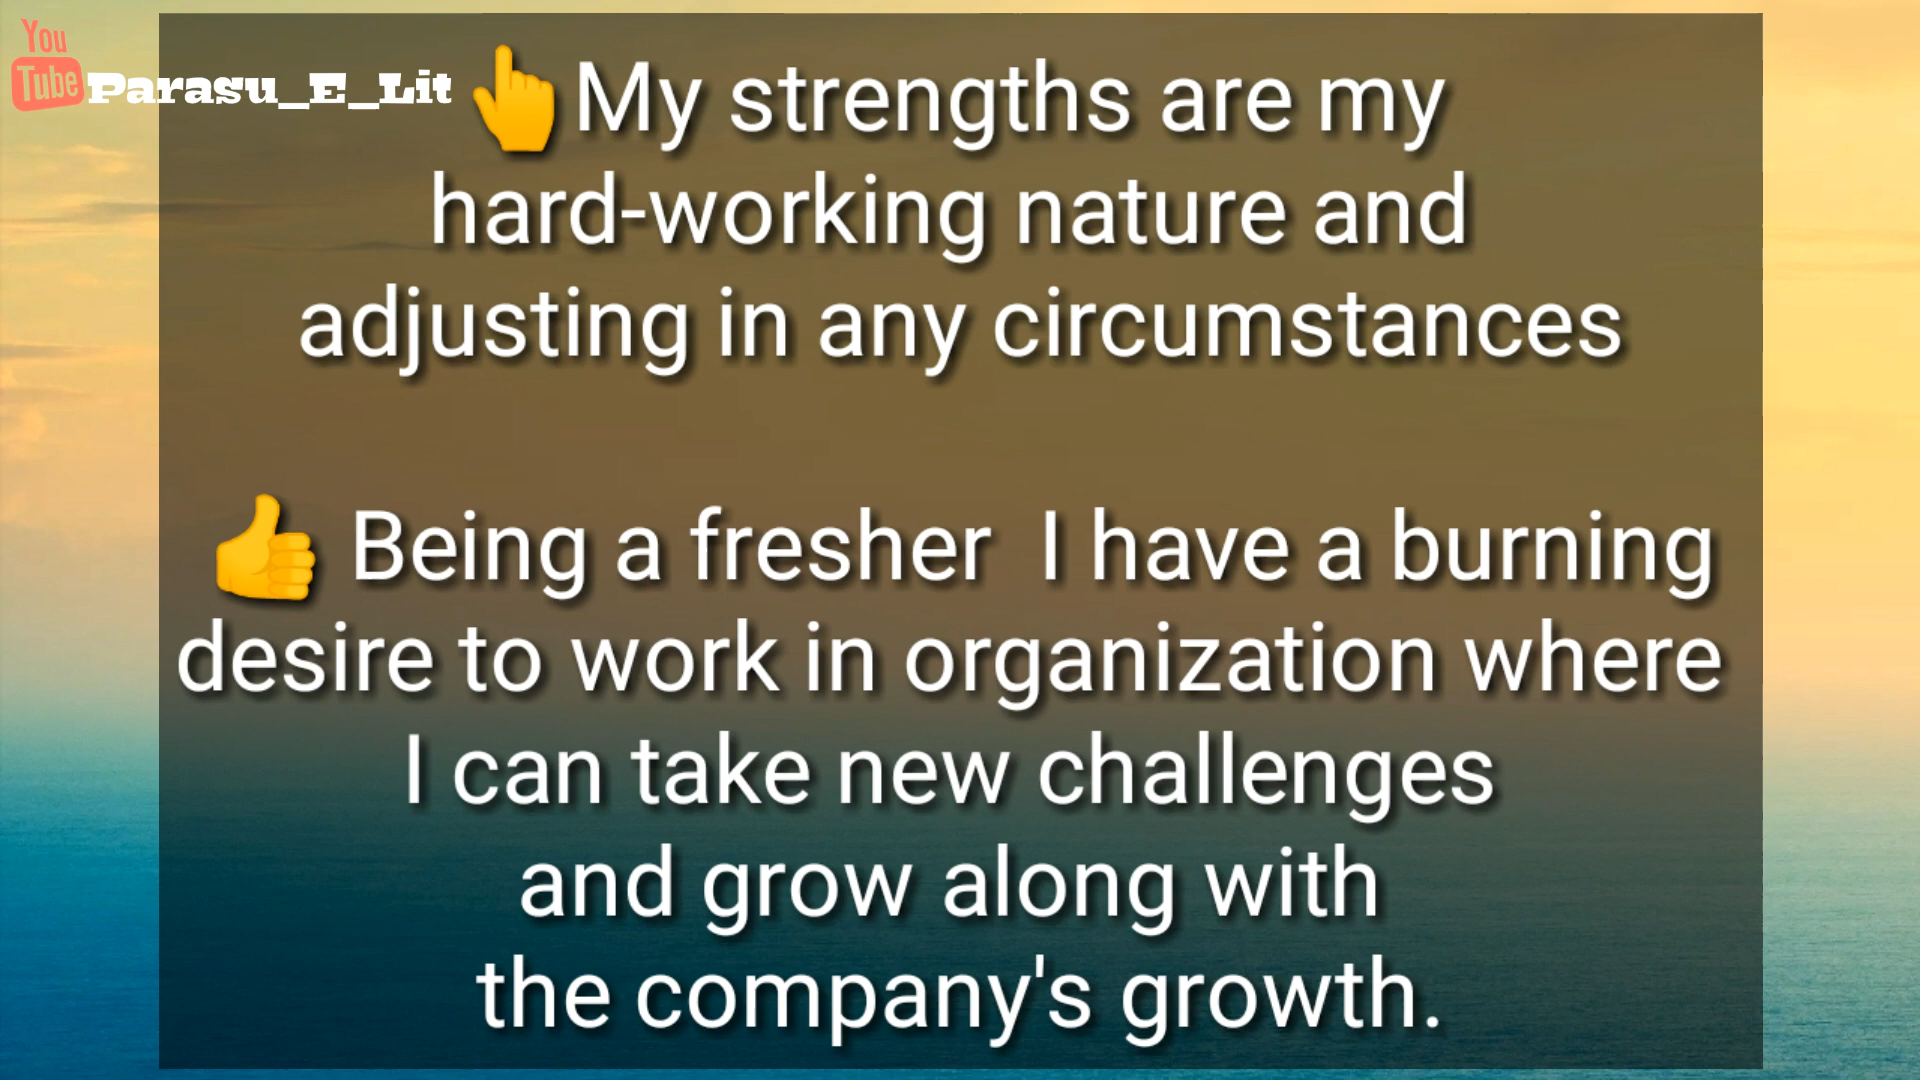 You
Tube Parasu_E_Lit
👆My strengths are my
hard-working nature and
adjusting in any circumstances
👍 Being a fresher  I have a burning
desire to work in organization where
I can take new challenges
and grow along with
the company's growth.